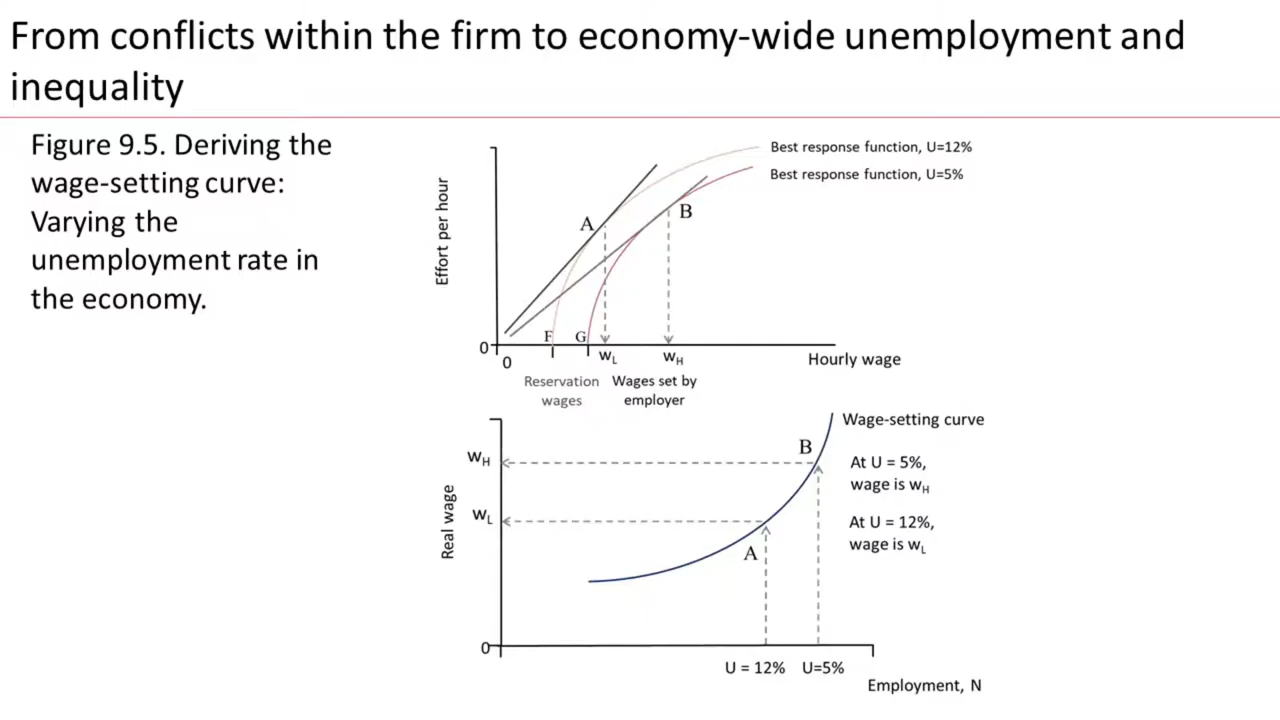 From conflicts within the firm to economy-wide unemployment and
inequality
Figure 9.5. Deriving the
wage-setting curve:
Varying the
unemployment rate in
the economy.
Best response function, U=12%
Best response function, U=5%
Effort per hour
A
B
F
G
0
0
wL
wH
Hourly wage
Reservation
wages
Wages set by
employer
Wage-setting curve
B
wH
At U = 5%,
wage is wH
Real wage
wL
At U = 12%,
wage is wL
A
0
U = 12%
U=5%
Employment, N